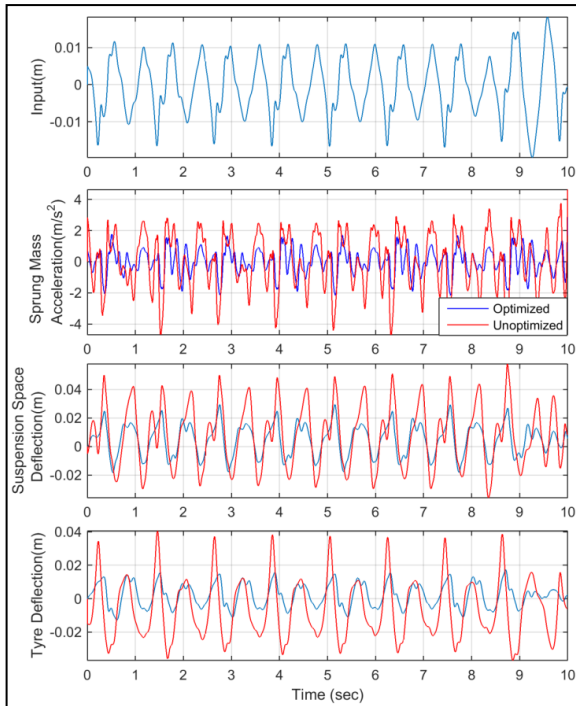 0.01
0
-0.01
Input(m)
0 1 2 3 4 5 6 7 8 9 10
4
2
0
-2
-4
Sprung Mass
Acceleration(m/s²)
Optimized
Unoptimized
0 1 2 3 4 5 6 7 8 9 10
0.04
0.02
0
-0.02
Suspension Space
Deflection(m)
0 1 2 3 4 5 6 7 8 9 10
0.04
0.02
0
-0.02
Tyre Deflection(m)
0 1 2 3 4 5 6 7 8 9 10
Time (sec)